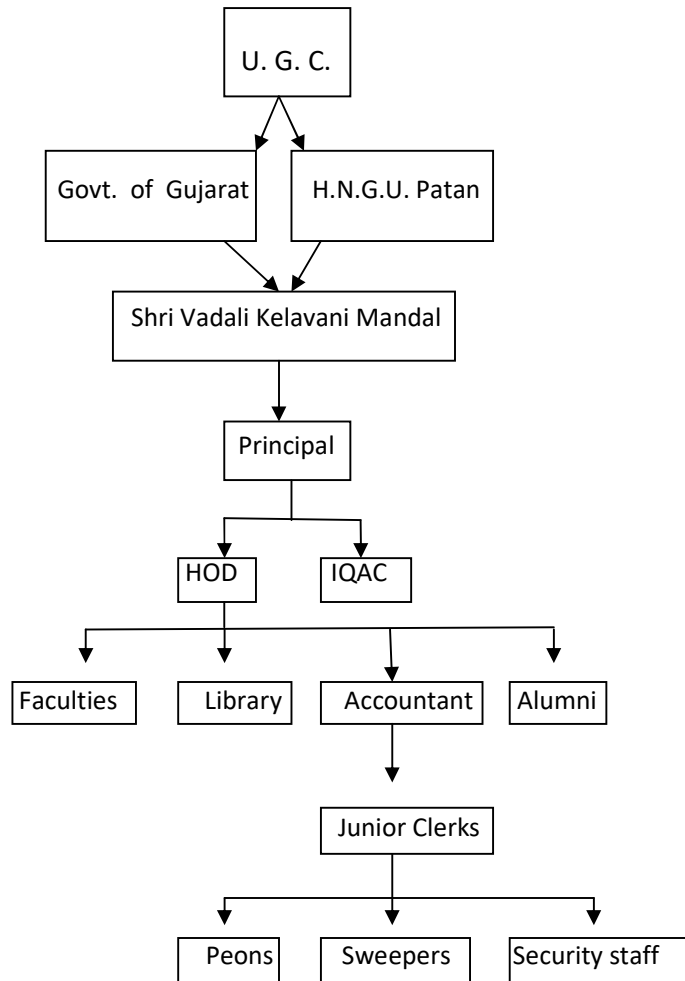 U. G. C.
Govt. of Gujarat
H.N.G.U. Patan
Shri Vadali Kelavani Mandal
Principal
HOD
IQAC
Faculties
Library
Accountant
Alumni
Junior Clerks
Peons
Sweepers
Security staff